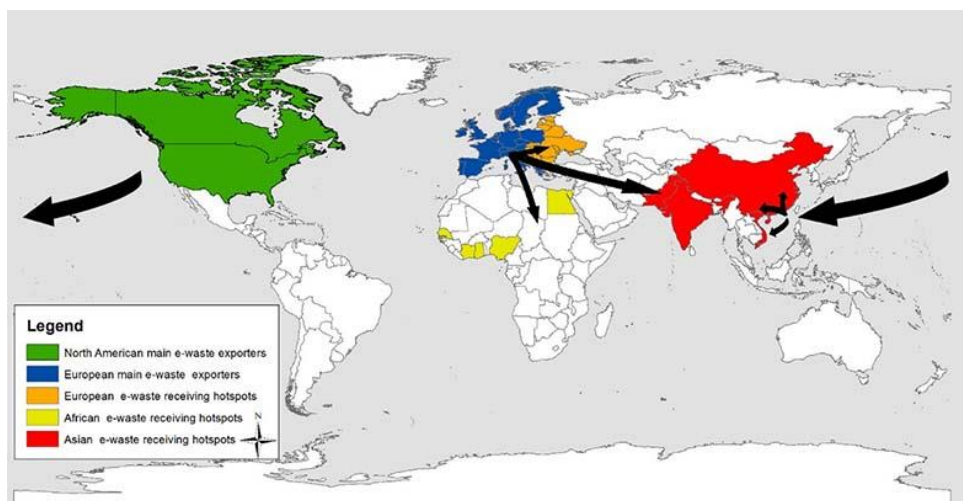 Legend
North American main e-waste exporters
European main e-waste exporters
European e-waste receiving hotspots
African e-waste receiving hotspots
N
Asian e-waste receiving hotspots